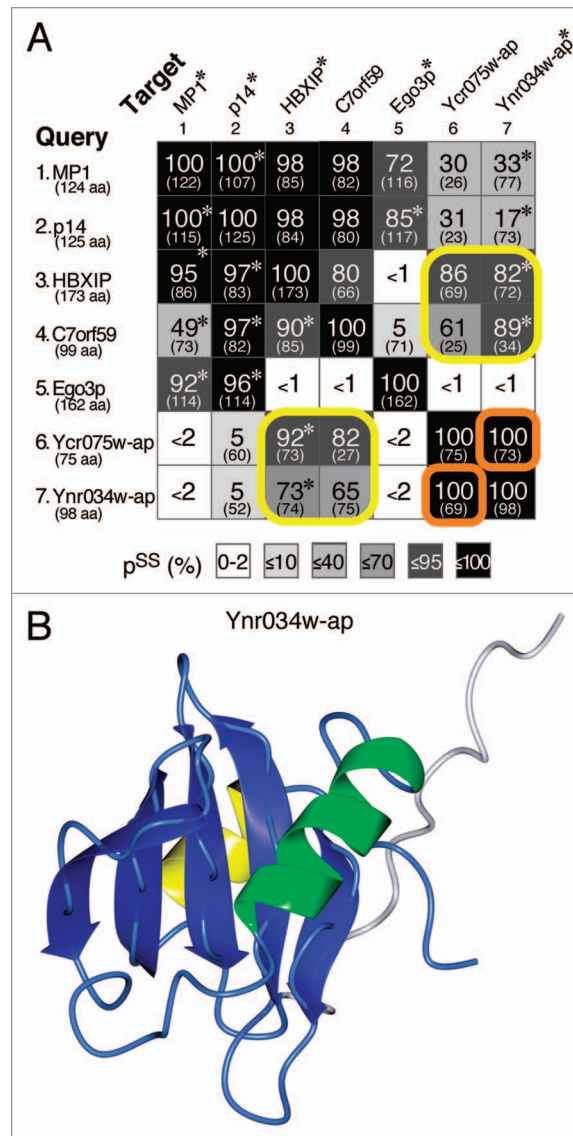 A
Target
MP1* p14* HBXIP* C7orf59 Ego3p* Ycr075w-ap Ynr034w-ap*
Query 1 2 3 4 5 6 7
1. MP1 100 100* 98 98 72 30 33*
(124 aa) (122) (107) (85) (82) (116) (26) (77)
2. p14 100* 100 98 98 85* 31 17*
(125 aa) (115) (125) (84) (80) (117) (23) (73)
3. HBXIP 95* 97* 100 80 <1 86 82*
(173 aa) (86) (83) (173) (66) (69) (72)
4. C7orf59 49* 97* 90* 100 5 61 89*
(99 aa) (73) (82) (85) (99) (71) (25) (34)
5. Ego3p 92* 96* <1 <1 100 <1 <1
(162 aa) (114) (114) (162)
6. Ycr075w-ap <2 5 92* 82 <2 100 100
(75 aa) (60) (73) (27) (75) (73)
7. Ynr034w-ap <2 5 73* 65 <2 100 100
(98 aa) (52) (74) (75) (69) (98)
pSS (%) 0-2 ≤10 ≤40 ≤70 ≤95 ≤100
B
Ynr034w-ap